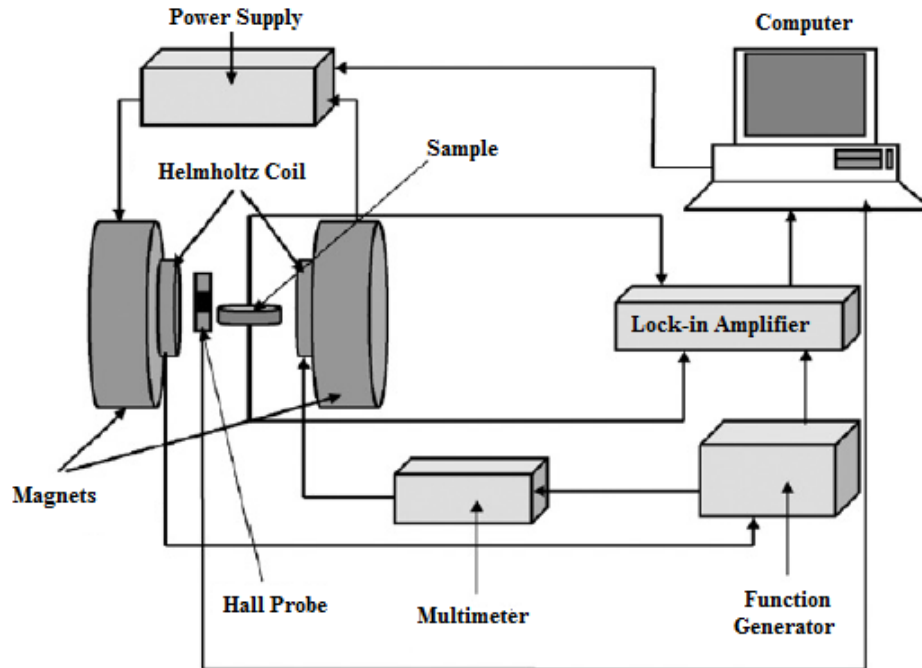 Power Supply
Computer
Sample
Helmholtz Coil
Lock-in Amplifier
Magnets
Hall Probe
Multimeter
Function
Generator